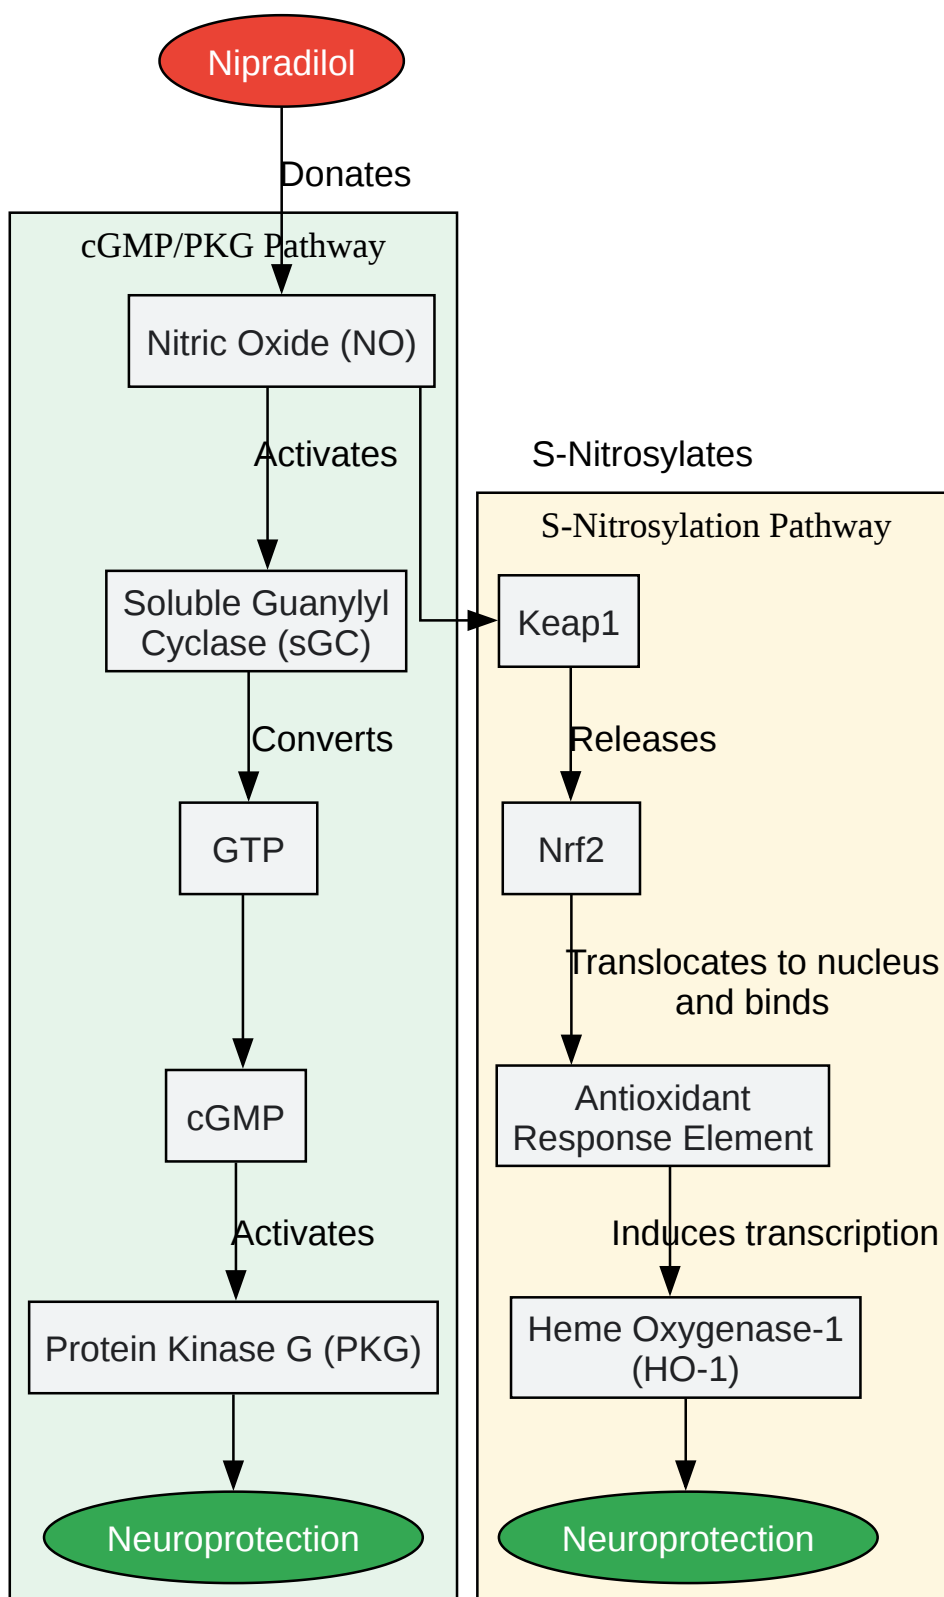 Nipradilol
Donates
cGMP/PKG Pathway
Nitric Oxide (NO)
Activates
S-Nitrosylates
S-Nitrosylation Pathway
Soluble Guanylyl
Cyclase (sGC)
Keap1
Converts
Releases
GTP
Nrf2
Translocates to nucleus
and binds
cGMP
Antioxidant
Response Element
Activates
Induces transcription
Protein Kinase G (PKG)
Heme Oxygenase-1
(HO-1)
Neuroprotection
Neuroprotection